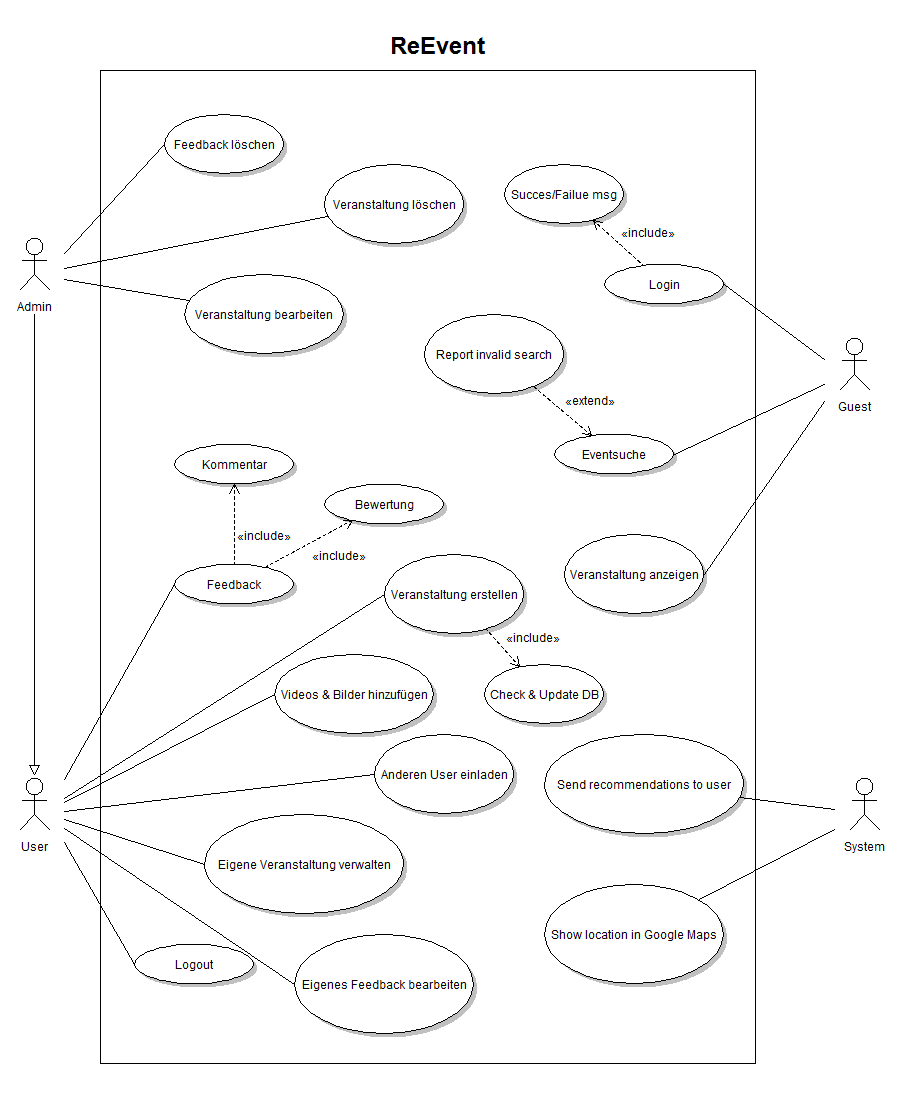 ReEvent
Feedback löschen
Veranstaltung löschen
Succes/Failue msg
«include»
Admin
Login
Veranstaltung bearbeiten
Report invalid search
«extend»
Guest
Eventsuche
Kommentar
Bewertung
«include»
«include»
Feedback
Veranstaltung anzeigen
Veranstaltung erstellen
«include»
Videos & Bilder hinzufügen
Check & Update DB
Anderen User einladen
Send recommendations to user
User
System
Eigene Veranstaltung verwalten
Show location in Google Maps
Logout
Eigenes Feedback bearbeiten